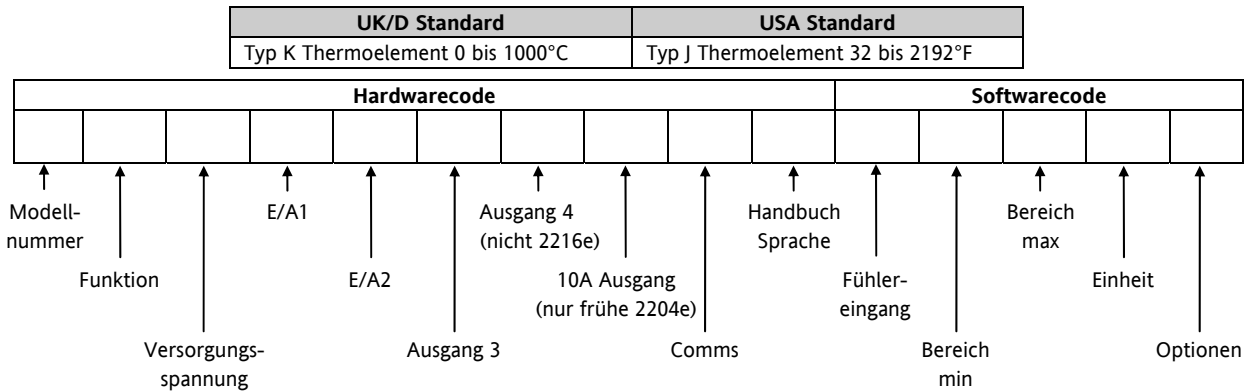 UK/D Standard USA Standard
Typ K Thermoelement 0 bis 1000°C Typ J Thermoelement 32 bis 2192°F
Hardwarecode Softwarecode
Modell-
nummer
Funktion
Versorgungs-
spannung
E/A1
E/A2
Ausgang 3
Ausgang 4
(nicht 2216e)
10A Ausgang
(nur frühe 2204e)
Comms
Handbuch
Sprache
Fühler-
eingang
Bereich
min
Bereich
max
Einheit
Optionen